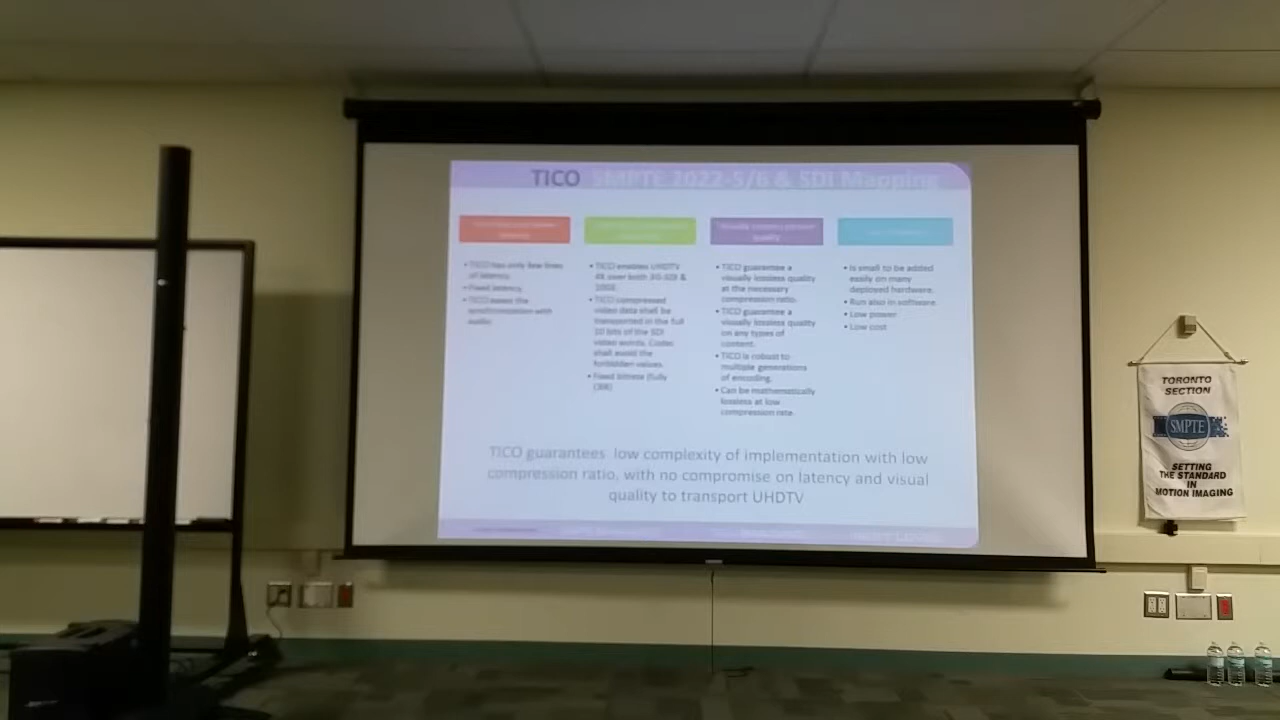 TICO SMPTE 2022-5/6 & SDI Mapping
quality
• TICO has only few lines
of latency.
• Fixed latency
• TICO eases the
synchronization with
audio.
• TICO enables UHDTV
4K over both 3G-SDI &
10GE.
• TICO compressed
video data shall be
transported in the full
10 bits of the SDI
video words. Codec
shall avoid the
forbidden values.
• Fixed bitrate (fully
CBR)
• TICO guarantee a
visually lossless quality
at the necessary
compression ratio.
• TICO guarantee a
visually lossless quality
on any types of
content.
• TICO is robust to
multiple generations
of encoding.
• Can be mathematically
lossless at low
compression rate.
• Is small to be added
easily on many
deployed hardware.
• Run also in software
• Low power
• Low cost
TICO guarantees low complexity of implementation with low
compression ratio, with no compromise on latency and visual
quality to transport UHDTV
TORONTO
SECTION
SMPTE
SETTING
THE STANDARD
IN
MOTION IMAGING